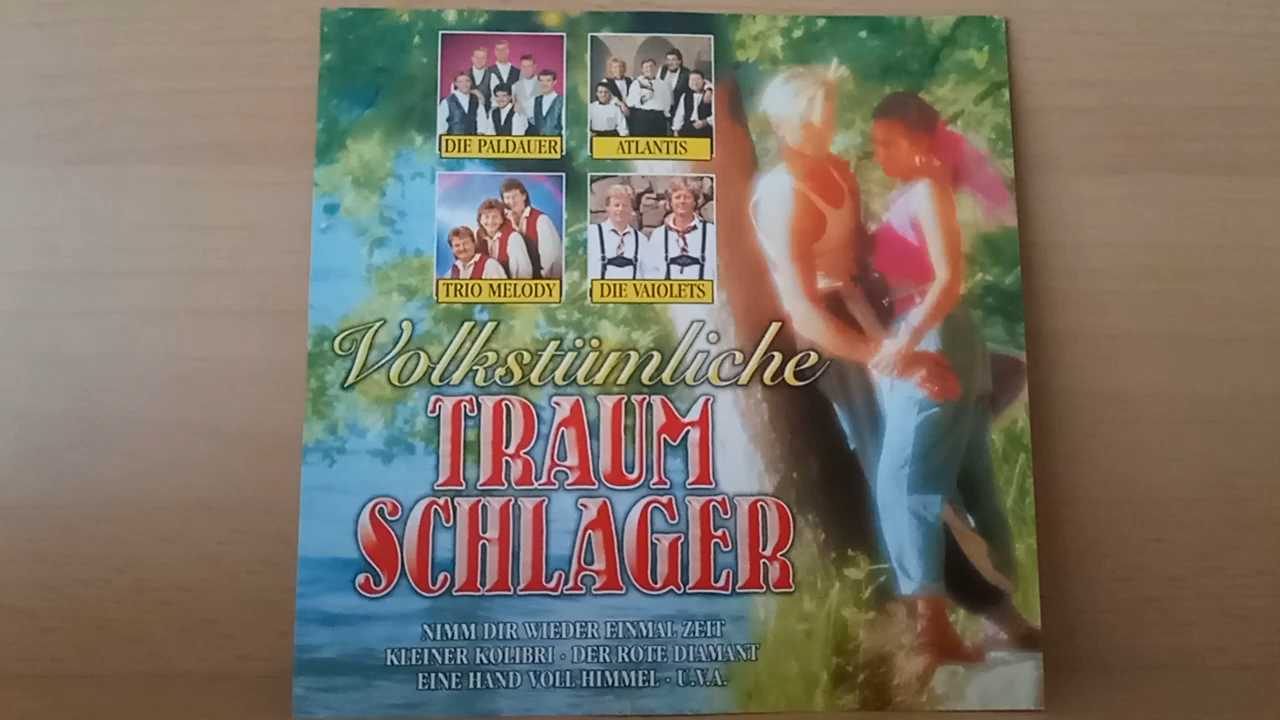 DIE PALDAUER
ATLANTIS
TRIO MELODY
DIE VAIOLETS
Volkstümliche
TRAUM
SCHLAGER
NIMM DIR WIEDER EINMAL ZEIT
KLEINER KOLIBRI · DER ROTE DIAMANT
EINE HAND VOLL HIMMEL · U.V.A.